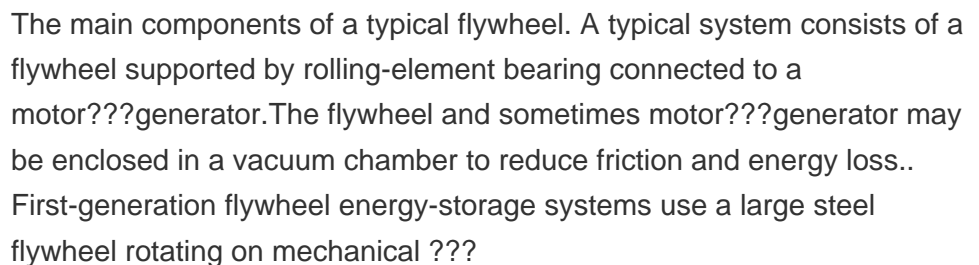 The main components of a typical flywheel. A typical system consists of a
flywheel supported by rolling-element bearing connected to a
motor???generator.The flywheel and sometimes motor???generator may
be enclosed in a vacuum chamber to reduce friction and energy loss..
First-generation flywheel energy-storage systems use a large steel
flywheel rotating on mechanical ???